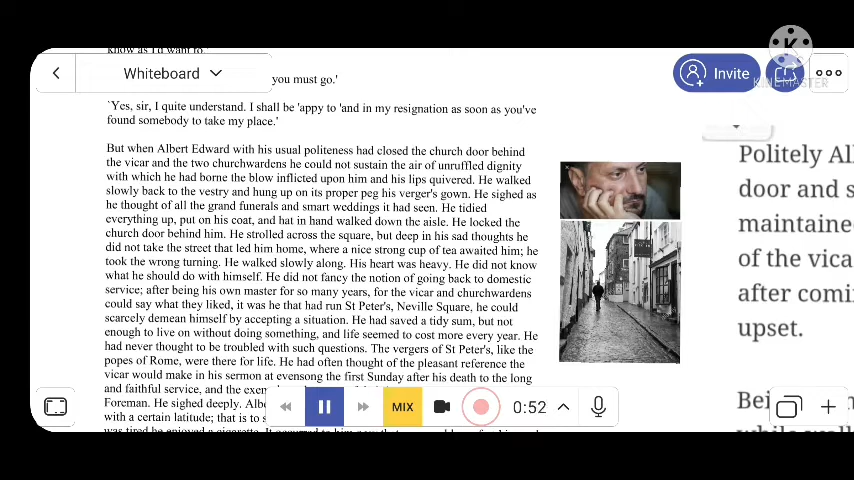 know as I'd want to.'
Whiteboard
you must go.'
Invite
KINEMASTER
`Yes, sir, I quite understand. I shall be 'appy to 'and in my resignation as soon as you've
found somebody to take my place.'
But when Albert Edward with his usual politeness had closed the church door behind
the vicar and the two churchwardens he could not sustain the air of unruffled dignity
with which he had borne the blow inflicted upon him and his lips quivered. He walked
slowly back to the vestry and hung up on its proper peg his verger's gown. He sighed as
he thought of all the grand funerals and smart weddings it had seen. He tidied
everything up, put on his coat, and hat in hand walked down the aisle. He locked the
church door behind him. He strolled across the square, but deep in his sad thoughts he
did not take the street that led him home, where a nice strong cup of tea awaited him; he
took the wrong turning. He walked slowly along. His heart was heavy. He did not know
what he should do with himself. He did not fancy the notion of going back to domestic
service; after being his own master for so many years, for the vicar and churchwardens
could say what they liked, it was he that had run St Peter's, Neville Square, he could
scarcely demean himself by accepting a situation. He had saved a tidy sum, but not
enough to live on without doing something, and life seemed to cost more every year. He
had never thought to be troubled with such questions. The vergers of St Peter's, like the
popes of Rome, were there for life. He had often thought of the pleasant reference the
vicar would make in his sermon at evensong the first Sunday after his death to the long
and faithful service, and the exem
Foreman. He sighed deeply. Albe
with a certain latitude; that is to s
was tired he enjoyed a cigarette. It occurred to him
Politely Al
door and s
maintaine
of the vica
after comi
upset.
Bei
MIX
0:52